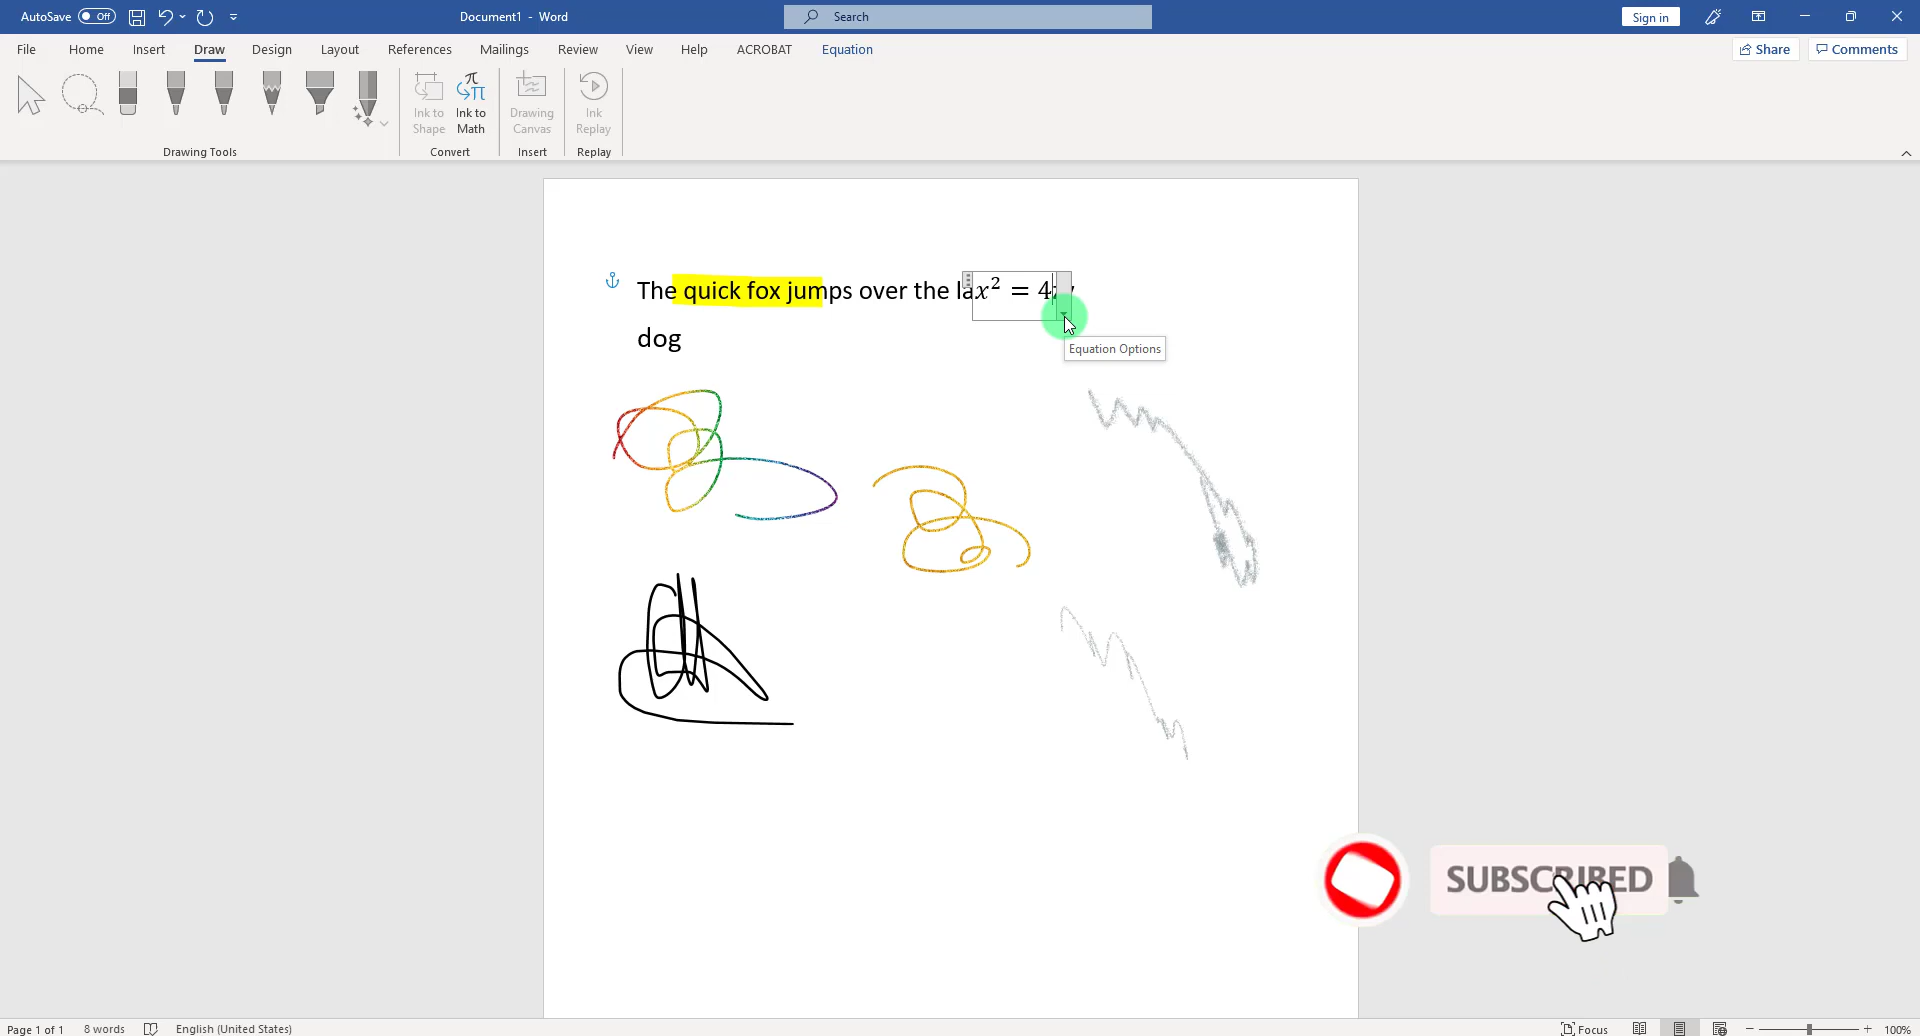 AutoSave Off Document1 - Word Search Sign in
File Home Insert Draw Design Layout References Mailings Review View Help ACROBAT Equation Share Comments
Ink to Shape
Ink to Math
Drawing Canvas
Ink Replay
Drawing Tools Convert Insert Replay
The quick fox jumps over the la x² = 4
dog
Equation Options
SUBSCRIBED
Page 1 of 1 8 words English (United States) Focus 100%